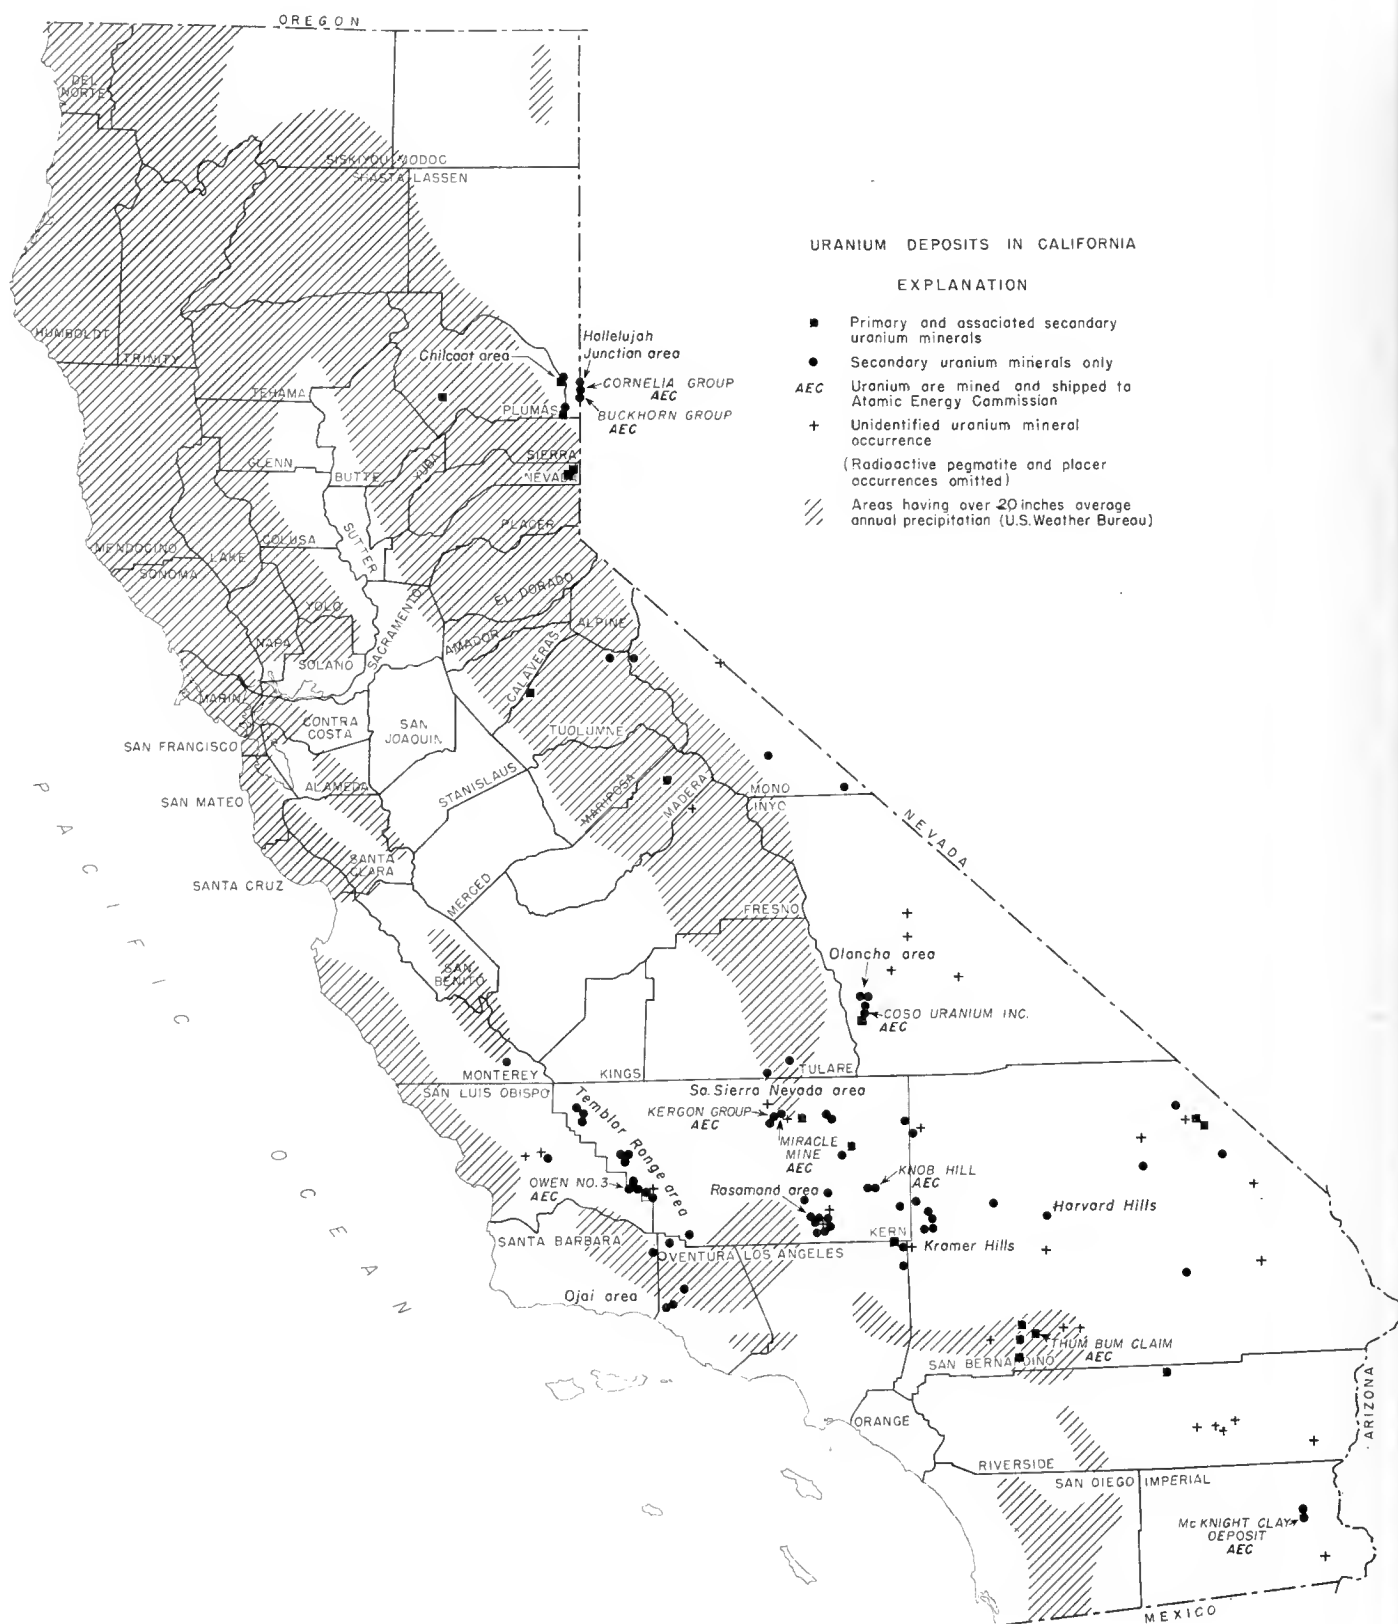 OREGON
DEL
NORTE
SISKIYOU MODOC
SHASTA LASSEN
URANIUM DEPOSITS IN CALIFORNIA
EXPLANATION
Primary and associated secondary
uranium minerals
Secondary uranium minerals only
AEC Uranium are mined and shipped to
Atomic Energy Commission
+ Unidentified uranium mineral
occurrence
(Radioactive pegmatite and placer
occurrences omitted)
Areas having over 20 inches average
annual precipitation (U.S. Weather Bureau)
HUMBOLDT
TRINITY
Hallelujah
Junction area
Chilcoat area
CORNELIA GROUP
AEC
TEHAMA
PLUMAS
BUCKHORN GROUP
AEC
GLENN
BUTTE
YUBA
SIERRA
NEVADA
PLACER
SUTTER
COLUSA
MENDOCINO
LAKE
SONOMA
EL DORADO
YOLO
SACRAMENTO
AMADOR
ALPINE
NAPA
SOLANO
CALAVERAS
MARIN
CONTRA
COSTA
SAN
JOAQUIN
TUOLUMNE
SAN FRANCISCO
ALAMEDA
STANISLAUS
MARIPOSA
MADERA
MONO
INYO
SAN MATEO
NEVADA
SANTA
CLARA
SANTA CRUZ
MERCED
FRESNO
PACIFIC OCEAN
SAN
BENITO
Olancha area
COSO URANIUM INC.
AEC
MONTEREY
KINGS
TULARE
SAN LUIS OBISPO
So. Sierra Nevada area
Temblor Range area
KERGON GROUP
AEC
MIRACLE
MINE
AEC
OWEN NO.3
AEC
KNOB HILL
AEC
Rosamond area
Harvard Hills
KERN
Kramer Hills
SANTA BARBARA
VENTURA LOS ANGELES
Ojai area
THUM BUM CLAIM
AEC
SAN BERNARDINO
ORANGE
ARIZONA
RIVERSIDE
SAN DIEGO IMPERIAL
McKNIGHT CLAY
DEPOSIT
AEC
MEXICO